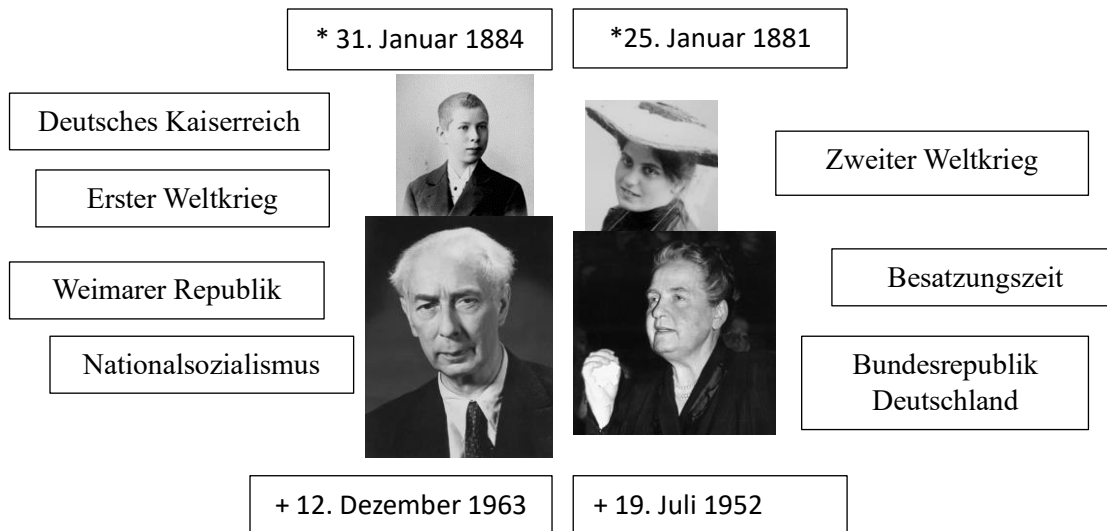 * 31. Januar 1884
*25. Januar 1881
Deutsches Kaiserreich
Erster Weltkrieg
Weimarer Republik
Nationalsozialismus
Zweiter Weltkrieg
Besatzungszeit
Bundesrepublik
Deutschland
+ 12. Dezember 1963
+ 19. Juli 1952